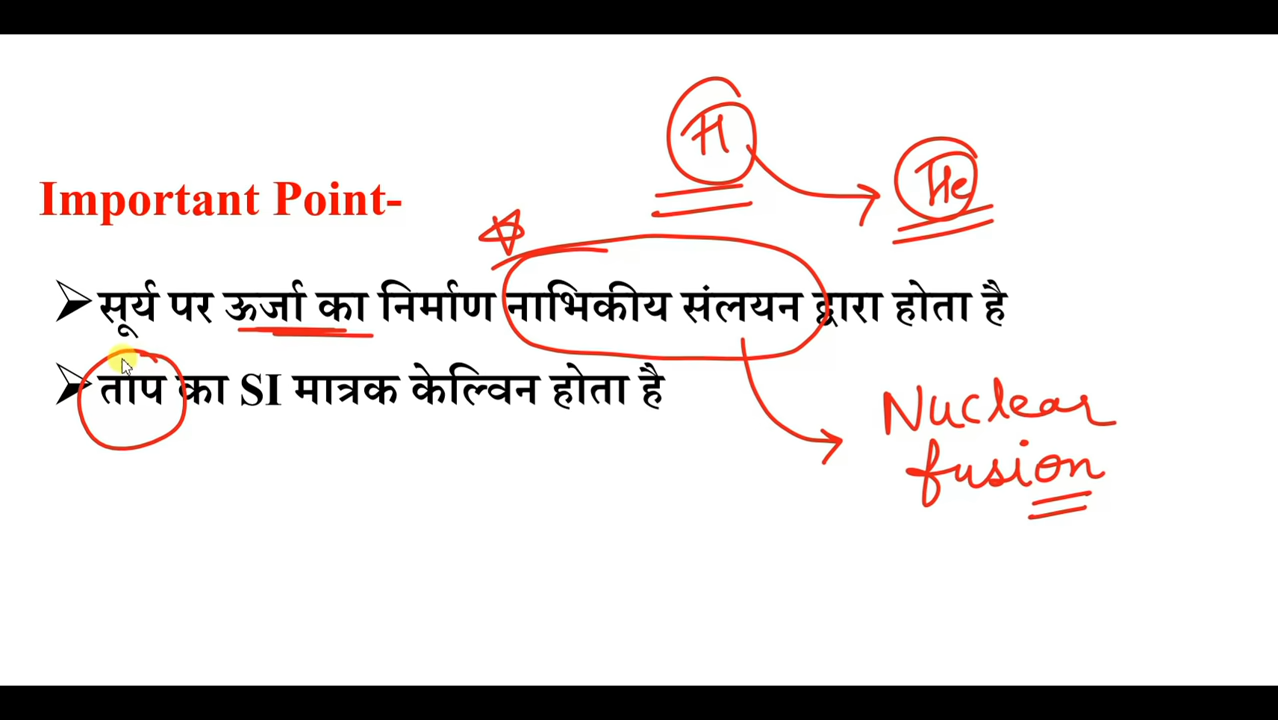 H
He
Important Point-
➤सूर्य पर ऊर्जा का निर्माण नाभिकीय संलयन द्वारा होता है
➤ताप का SI मात्रक केल्विन होता है
Nuclear
fusion